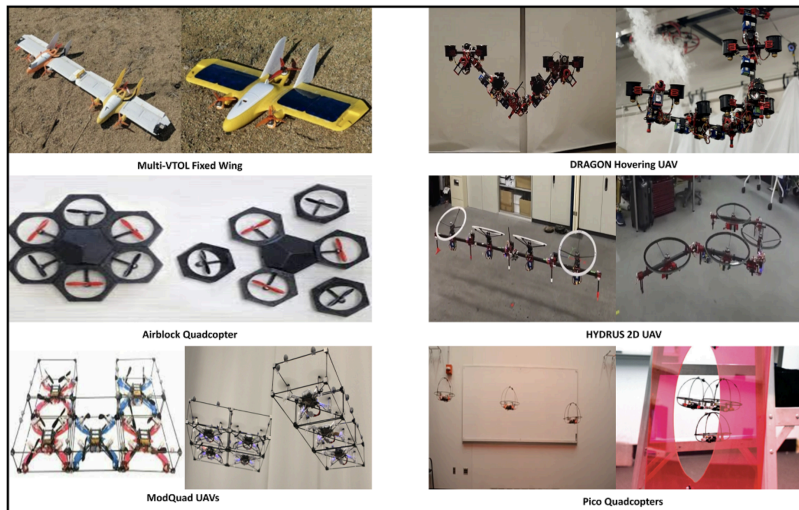 Multi-VTOL Fixed Wing
DRAGON Hovering UAV
Airblock Quadcopter
HYDRUS 2D UAV
ModQuad UAVs
Pico Quadcopters